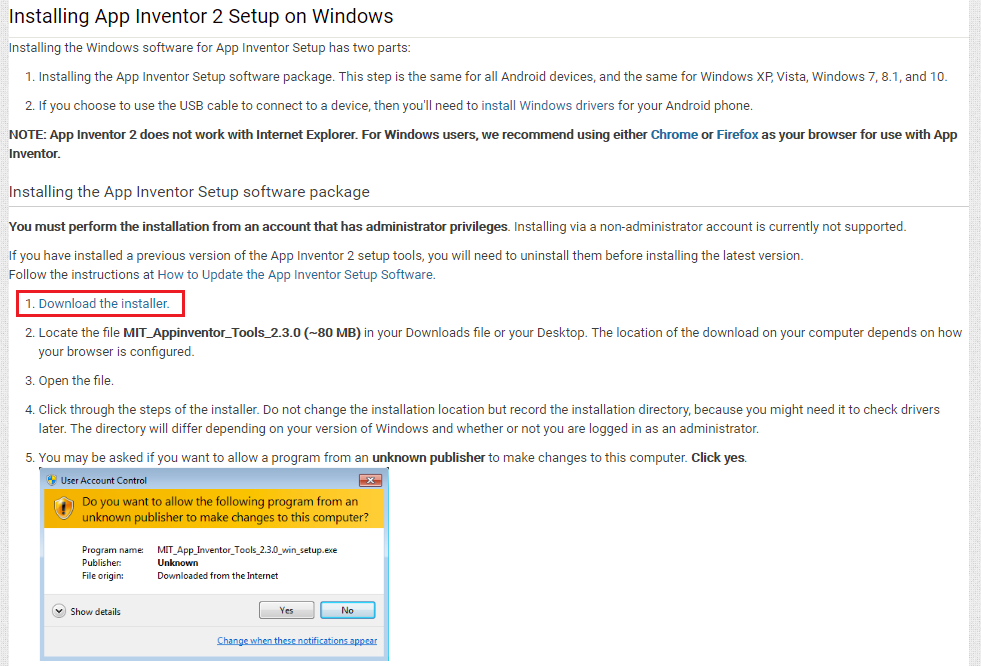 Installing App Inventor 2 Setup on Windows
Installing the Windows software for App Inventor Setup has two parts:
1. Installing the App Inventor Setup software package. This step is the same for all Android devices, and the same for Windows XP, Vista, Windows 7, 8.1, and 10.
2. If you choose to use the USB cable to connect to a device, then you'll need to install Windows drivers for your Android phone.
NOTE: App Inventor 2 does not work with Internet Explorer. For Windows users, we recommend using either Chrome or Firefox as your browser for use with App
Inventor.
Installing the App Inventor Setup software package
You must perform the installation from an account that has administrator privileges. Installing via a non-administrator account is currently not supported.
If you have installed a previous version of the App Inventor 2 setup tools, you will need to uninstall them before installing the latest version.
Follow the instructions at How to Update the App Inventor Setup Software.
1. Download the installer.
2. Locate the file MIT_Appinventor_Tools_2.3.0 (~80 MB) in your Downloads file or your Desktop. The location of the download on your computer depends on how
your browser is configured.
3. Open the file.
4. Click through the steps of the installer. Do not change the installation location but record the installation directory, because you might need it to check drivers
later. The directory will differ depending on your version of Windows and whether or not you are logged in as an administrator.
5. You may be asked if you want to allow a program from an unknown publisher to make changes to this computer. Click yes.
User Account Control
Do you want to allow the following program from an
unknown publisher to make changes to this computer?
Program name: MIT_App_Inventor_Tools_2.3.0_win_setup.exe
Publisher: Unknown
File origin: Downloaded from the Internet
Show details
Yes No
Change when these notifications appear